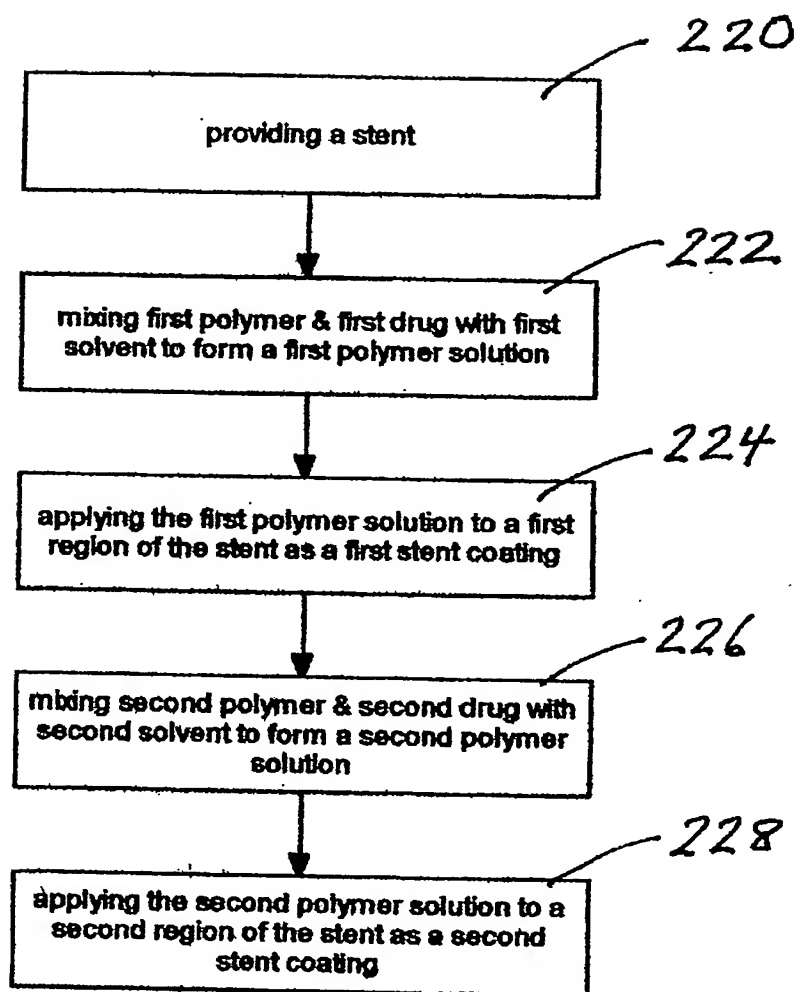 220
providing a stent
222
mixing first polymer & first drug with first
solvent to form a first polymer solution
224
applying the first polymer solution to a first
region of the stent as a first stent coating
226
mixing second polymer & second drug with
second solvent to form a second polymer
solution
228
applying the second polymer solution to a
second region of the stent as a second
stent coating